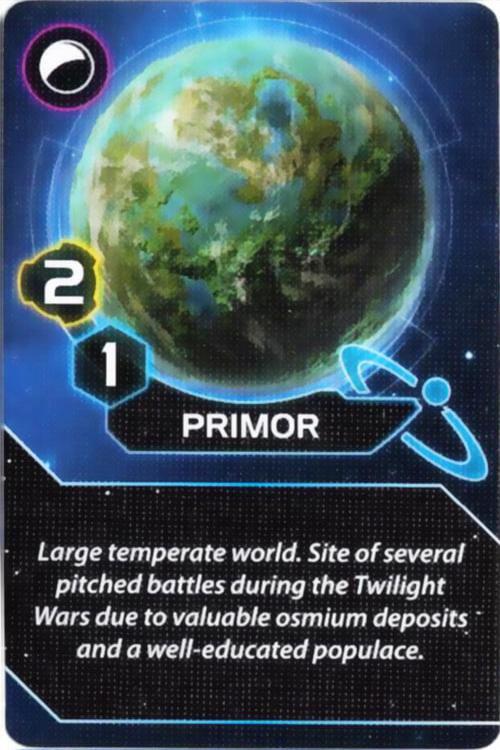 2
1
PRIMOR
Large temperate world. Site of several
pitched battles during the Twilight
Wars due to valuable osmium deposits
and a well-educated populace.